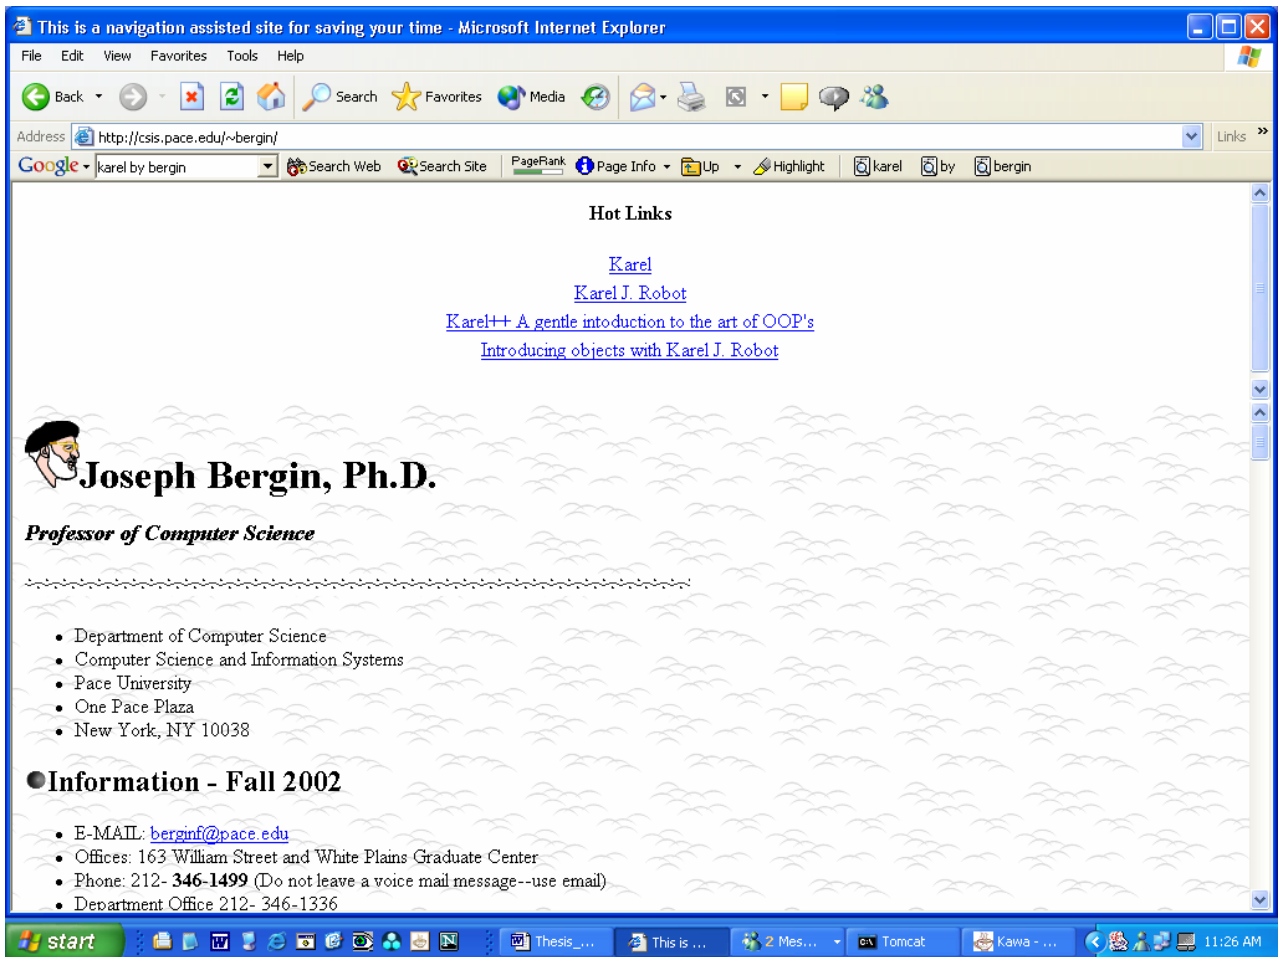 This is a navigation assisted site for saving your time - Microsoft Internet Explorer
File Edit View Favorites Tools Help
Back Search Favorites Media
Address http://csis.pace.edu/~bergin/ Links »
Google karel by bergin Search Web Search Site PageRank Page Info Up Highlight karel by bergin
Hot Links
Karel
Karel J. Robot
Karel++ A gentle intoduction to the art of OOP's
Introducing objects with Karel J. Robot
Joseph Bergin, Ph.D.
Professor of Computer Science
• Department of Computer Science
• Computer Science and Information Systems
• Pace University
• One Pace Plaza
• New York, NY 10038
Information - Fall 2002
• E-MAIL: berginf@pace.edu
• Offices: 163 William Street and White Plains Graduate Center
• Phone: 212- 346-1499 (Do not leave a voice mail message--use email)
• Department Office 212- 346-1336
start Thesis_... This is ... 2 Mes... Tomcat Kawa - ... 11:26 AM